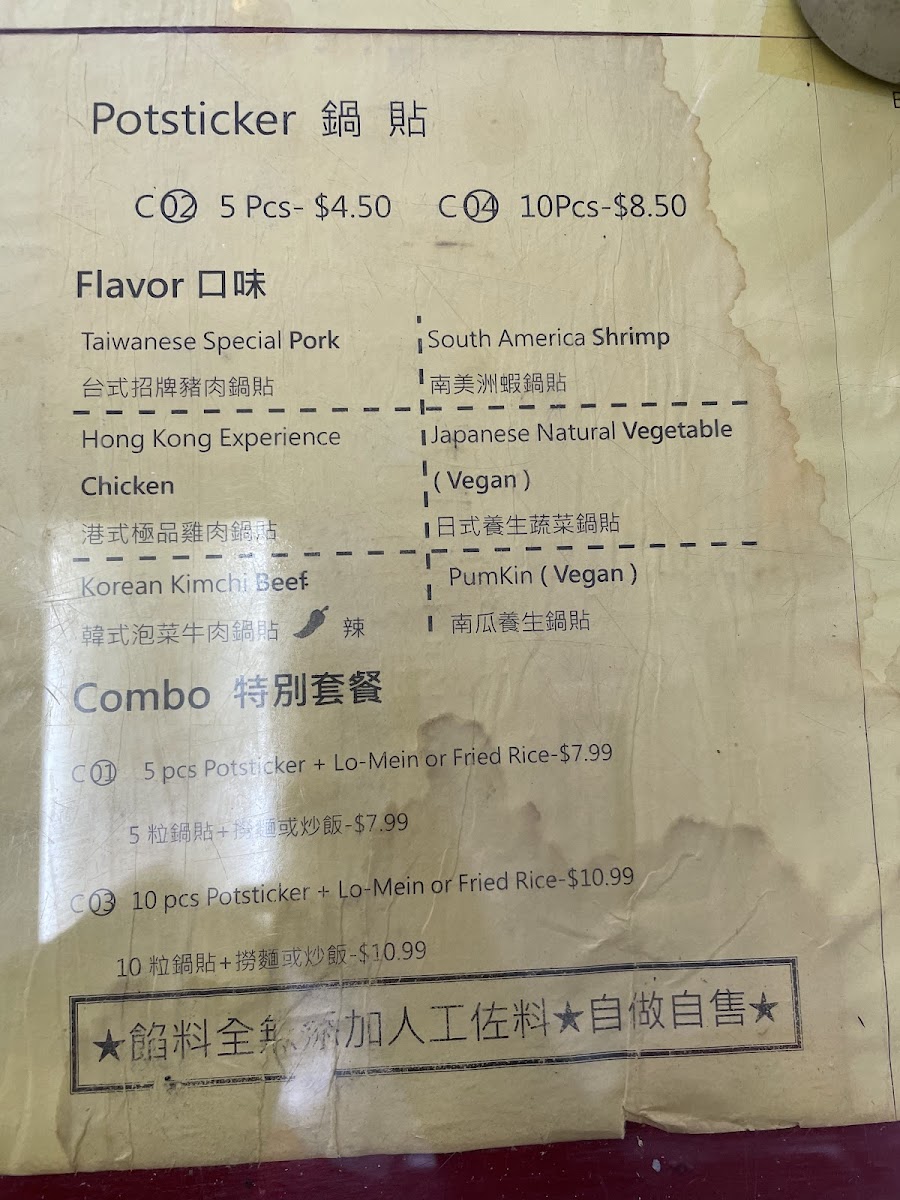 Potsticker 鍋 貼
C 02 5 Pcs- $4.50 C 04 10Pcs-$8.50
Flavor 口味
Taiwanese Special Pork
台式招牌豬肉鍋貼
South America Shrimp
南美洲蝦鍋貼
Hong Kong Experience
Chicken
港式極品雞肉鍋貼
Japanese Natural Vegetable
( Vegan )
日式養生蔬菜鍋貼
Korean Kimchi Beef
韓式泡菜牛肉鍋貼 辣
PumKin ( Vegan )
南瓜養生鍋貼
Combo 特別套餐
C 01 5 pcs Potsticker + Lo-Mein or Fried Rice-$7.99
5 粒鍋貼+撈麵或炒飯-$7.99
C 03 10 pcs Potsticker + Lo-Mein or Fried Rice-$10.99
10 粒鍋貼+撈麵或炒飯-$10.99
★餡料全無添加人工佐料★自做自售★